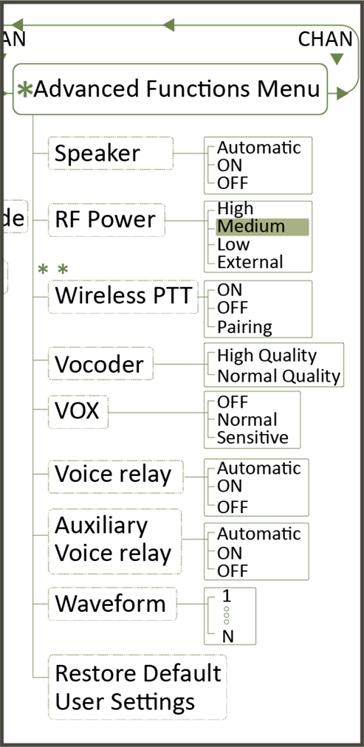 AN
CHAN
*Advanced Functions Menu
Speaker
Automatic
ON
OFF
de
RF Power
High
Medium
Low
External
* *
Wireless PTT
ON
OFF
Pairing
Vocoder
High Quality
Normal Quality
VOX
OFF
Normal
Sensitive
Voice relay
Automatic
ON
OFF
Auxiliary
Voice relay
Automatic
ON
OFF
Waveform
1
N
Restore Default
User Settings